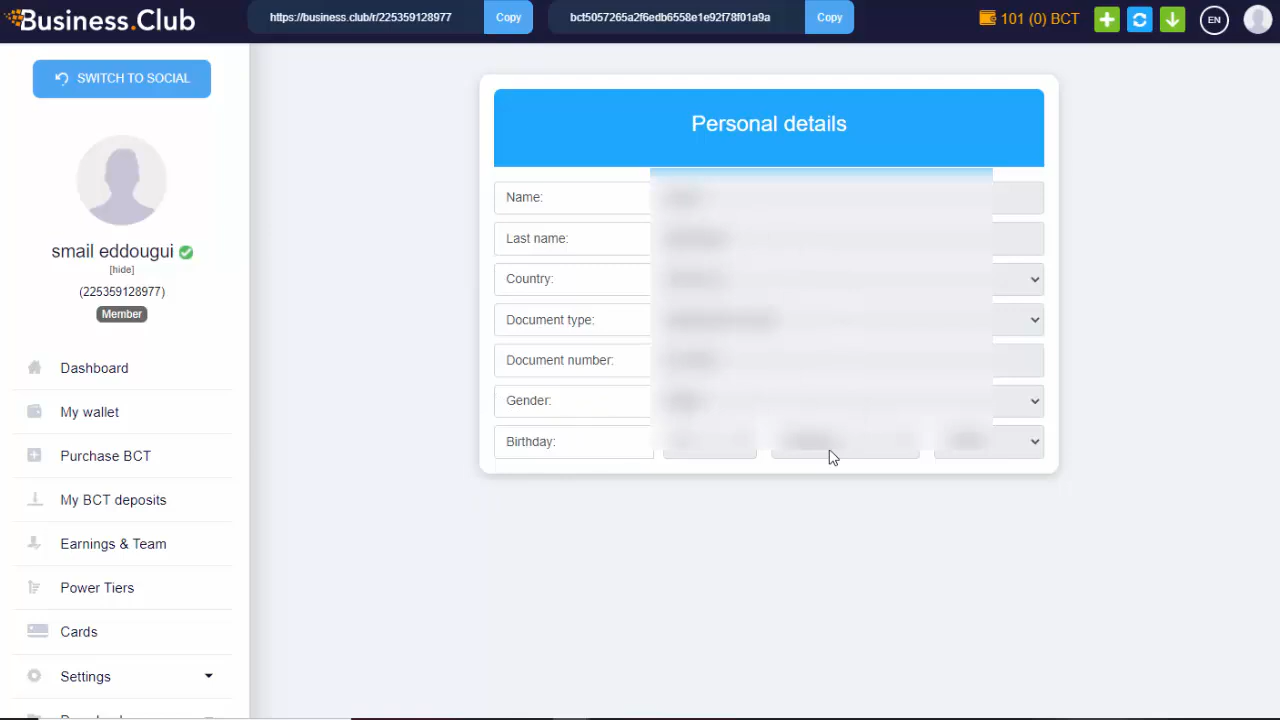 Business.Club
https://business.club/r/225359128977
Copy
bct5057265a2f6edb6558e1e92f78f01a9a
Copy
101 (0) BCT
EN
SWITCH TO SOCIAL
smail eddougui
[hide]
(225359128977)
Member
Dashboard
My wallet
Purchase BCT
My BCT deposits
Earnings & Team
Power Tiers
Cards
Settings
Personal details
Name:
Last name:
Country:
Document type:
Document number:
Gender:
Birthday: